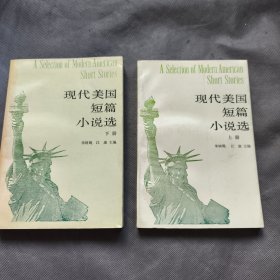 A Selection of Modern American
Short Stories
现代美国
短篇
小说选
下册
A Selection of Modern American
Short Stories
现代美国
短篇
小说选
上册